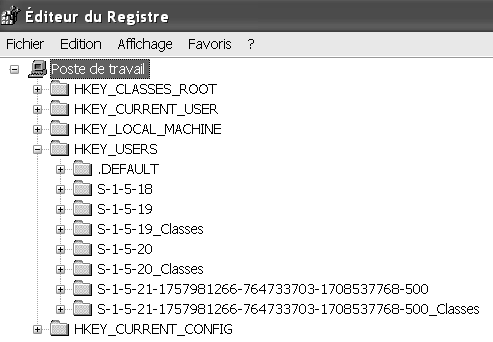 Éditeur du Registre
Fichier Edition Affichage Favoris ?
Poste de travail
HKEY_CLASSES_ROOT
HKEY_CURRENT_USER
HKEY_LOCAL_MACHINE
HKEY_USERS
.DEFAULT
S-1-5-18
S-1-5-19
S-1-5-19_Classes
S-1-5-20
S-1-5-20_Classes
S-1-5-21-1757981266-764733703-1708537768-500
S-1-5-21-1757981266-764733703-1708537768-500_Classes
HKEY_CURRENT_CONFIG